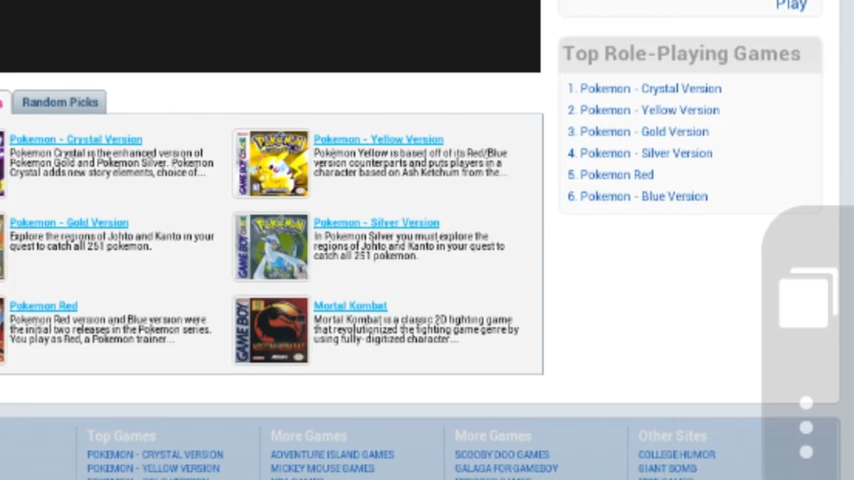 Play
Top Role-Playing Games
1. Pokemon - Crystal Version
2. Pokemon - Yellow Version
3. Pokemon - Gold Version
4. Pokemon - Silver Version
5. Pokemon Red
6. Pokemon - Blue Version
Random Picks
Pokemon - Crystal Version
Pokemon Crystal is the enhanced version of
Pokemon Gold and Pokemon Silver. Pokemon
Crystal adds new story elements, choice of...
Pokemon - Yellow Version
Pokemon Yellow is based off of its Red/Blue
version counterparts and puts players in a
character based on Ash Ketchum from the...
Pokemon - Gold Version
Explore the regions of Johto and Kanto in your
quest to catch all 251 pokemon.
Pokemon - Silver Version
In Pokemon Silver you must explore the
regions of Johto and Kanto in your quest to
catch all 251 pokemon.
Pokemon Red
Pokemon Red version and Blue version were
the initial two releases in the Pokemon series.
You play as Red, a Pokemon trainer...
GAME BOY
Mortal Kombat
Mortal Kombat is a classic 2D fighting game
that revolutionized the fighting game genre by
using fully-digitized character...
Top Games
POKEMON - CRYSTAL VERSION
POKEMON - YELLOW VERSION
More Games
ADVENTURE ISLAND GAMES
MICKEY MOUSE GAMES
More Games
SCOOBY DOO GAMES
GALAGA FOR GAMEBOY
Other Sites
COLLEGE HUMOR
GIANT BOMB